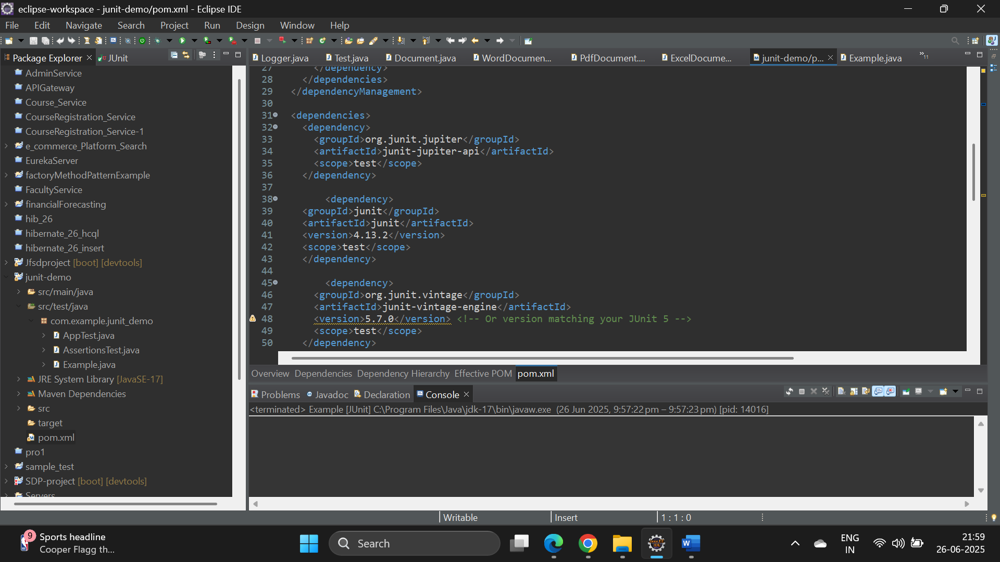 eclipse-workspace - junit-demo/pom.xml - Eclipse IDE
File Edit Navigate Search Project Run Design Window Help
Package Explorer
JUnit
AdminService
APIGateway
Course_Service
CourseRegistration_Service
CourseRegistration_Service-1
e_commerce_Platform_Search
EurekaServer
factoryMethodPatternExample
FacultyService
financialForecasting
hib_26
hibernate_26_hcql
hibernate_26_insert
Jfsdproject [boot] [devtools]
junit-demo
src/main/java
src/test/java
com.example.junit_demo
AppTest.java
AssertionsTest.java
Example.java
JRE System Library [JavaSE-17]
Maven Dependencies
src
target
pom.xml
pro1
sample_test
SDP-project [boot] [devtools]
Servers
Logger.java Test.java Document.java WordDocumen... PdfDocument.... ExcelDocume... junit-demo/p... Example.java »11
27 </dependency>
28 </dependencies>
29 </dependencyManagement>
30
31 <dependencies>
32 <dependency>
33 <groupId>org.junit.jupiter</groupId>
34 <artifactId>junit-jupiter-api</artifactId>
35 <scope>test</scope>
36 </dependency>
37
38 <dependency>
39 <groupId>junit</groupId>
40 <artifactId>junit</artifactId>
41 <version>4.13.2</version>
42 <scope>test</scope>
43 </dependency>
44
45 <dependency>
46 <groupId>org.junit.vintage</groupId>
47 <artifactId>junit-vintage-engine</artifactId>
48 <version>5.7.0</version> <!-- Or version matching your JUnit 5 -->
49 <scope>test</scope>
50 </dependency>
Overview Dependencies Dependency Hierarchy Effective POM pom.xml
Problems Javadoc Declaration Console
<terminated> Example [JUnit] C:\Program Files\Java\jdk-17\bin\javaw.exe (26 Jun 2025, 9:57:22 pm – 9:57:23 pm) [pid: 14016]
Writable Insert 1 : 1 : 0
9
Sports headline
Cooper Flagg th...
Search
ENG
IN
21:59
26-06-2025